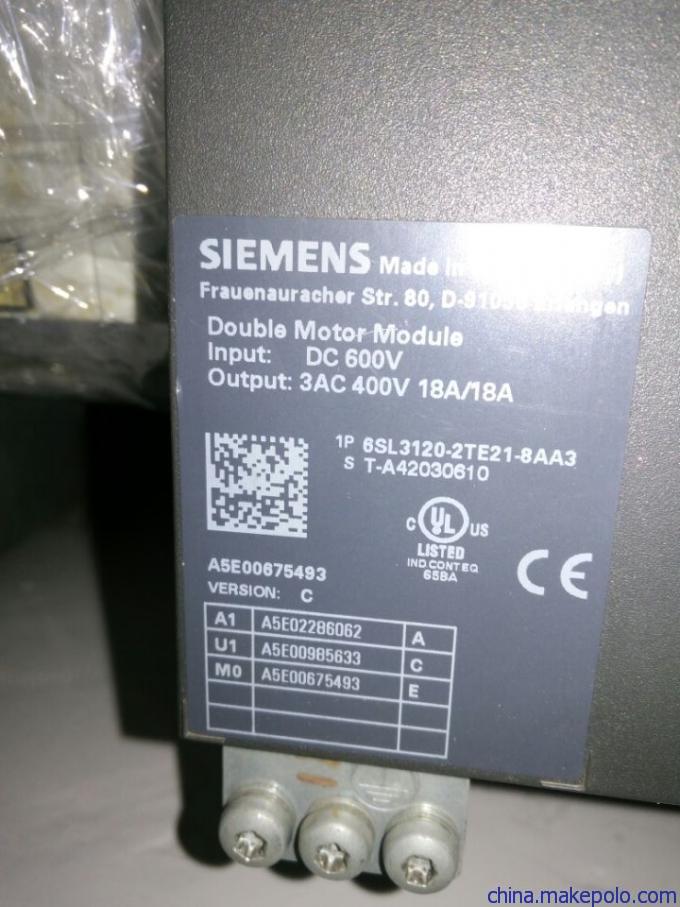 SIEMENS Made in
Frauenauracher Str. 80, D-91056 Erlangen
Double Motor Module
Input: DC 600V
Output: 3AC 400V 18A/18A
1P 6SL3120-2TE21-8AA3
S T-A42030610
C UL US
LISTED
IND CONT EQ
65BA
CE
A5E00675493
VERSION: C
A1 A5E02286062 A
U1 A5E00985633 C
M0 A5E00675493 E
china.makepolo.com